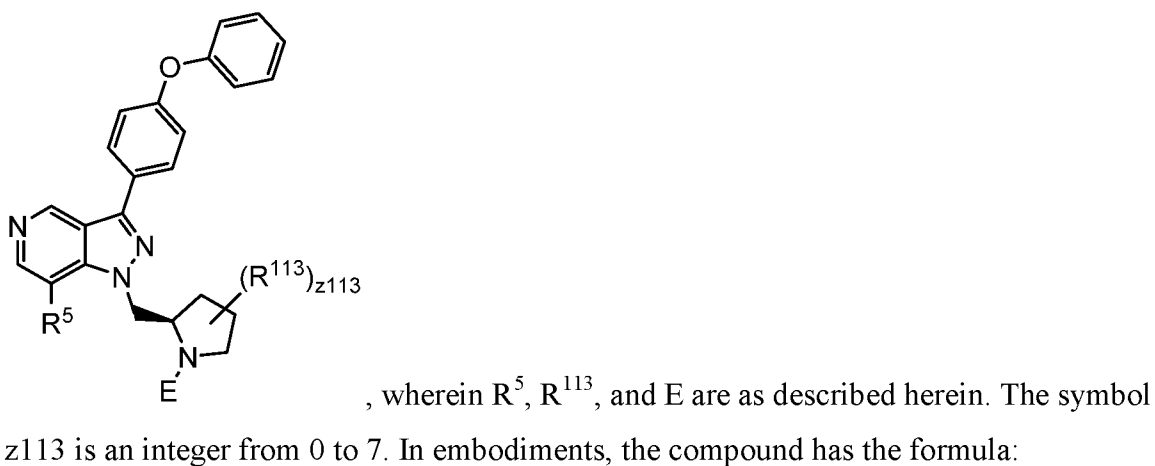 O
N
N
N
(R¹¹³)z113
R⁵
N
E
, wherein R⁵, R¹¹³, and E are as described herein. The symbol
z113 is an integer from 0 to 7. In embodiments, the compound has the formula: